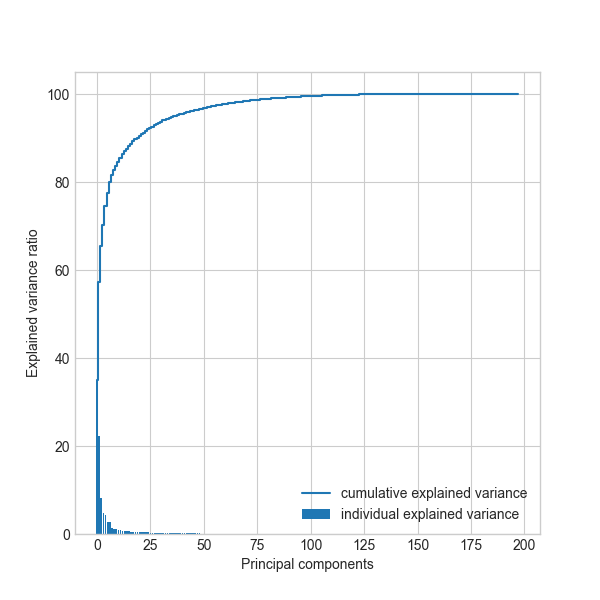 100
80
60
40
20
0
Explained variance ratio
cumulative explained variance
individual explained variance
0 25 50 75 100 125 150 175 200
Principal components